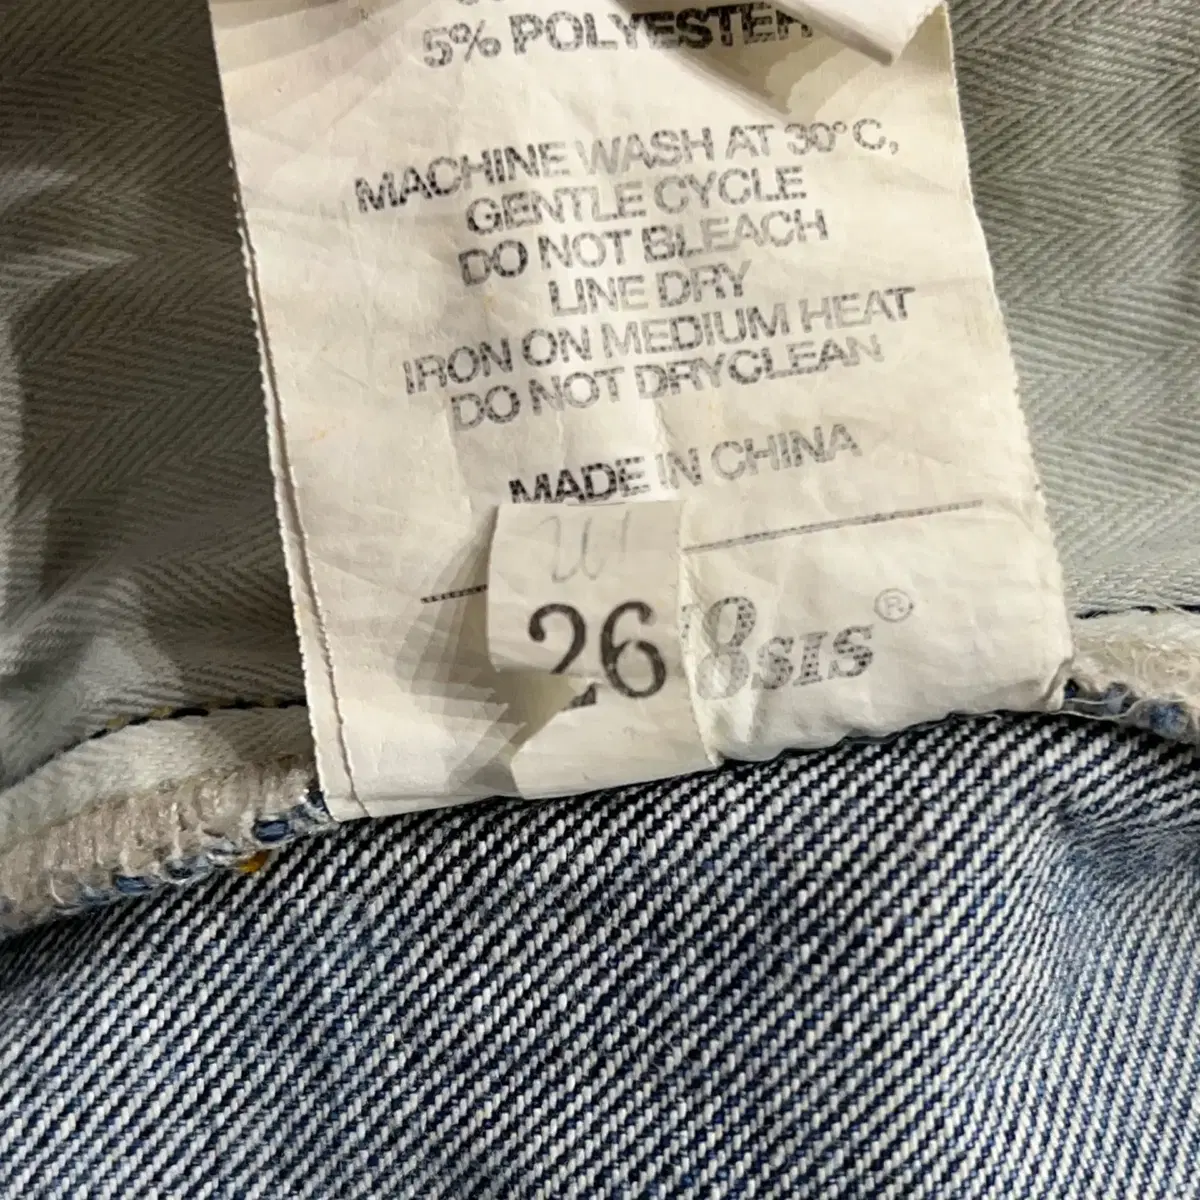 5% POLYESTER
MACHINE WASH AT 30°C,
GENTLE CYCLE
DO NOT BLEACH
LINE DRY
IRON ON MEDIUM HEAT
DO NOT DRYCLEAN
MADE IN CHINA
26
8SIS®